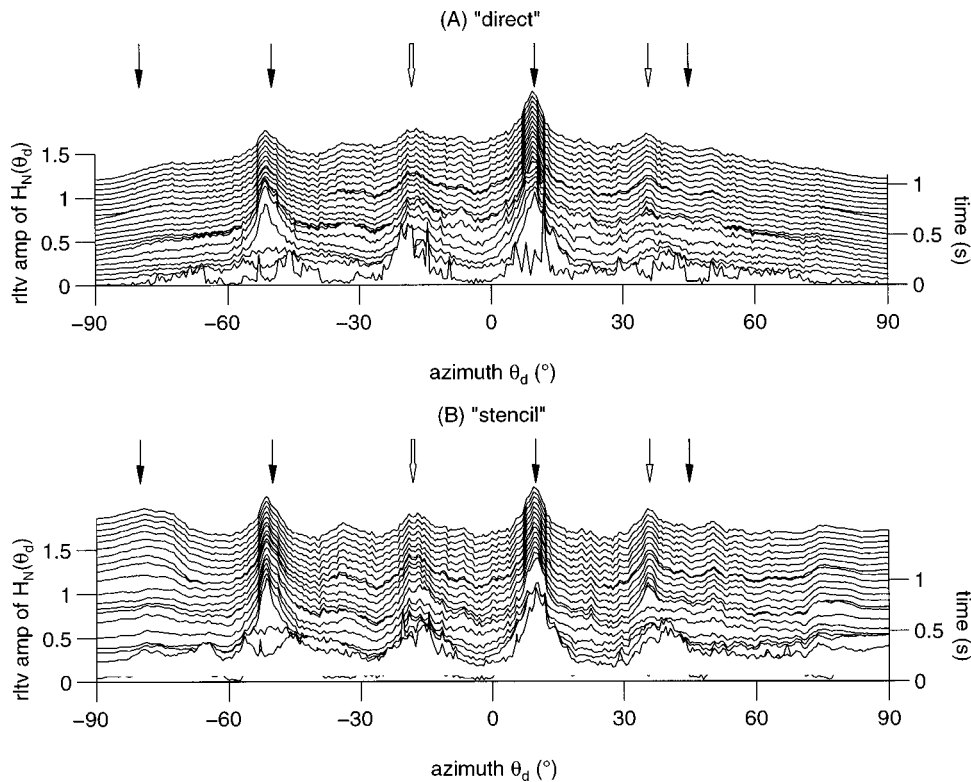 (A) "direct"
rltv amp of H_N(θ_d)
1.5
1
0.5
0
1
0.5
0
time (s)
−90 −60 −30 0 30 60 90
azimuth θ_d (°)
(B) "stencil"
rltv amp of H_N(θ_d)
1.5
1
0.5
0
1
0.5
0
time (s)
−90 −60 −30 0 30 60 90
azimuth θ_d (°)